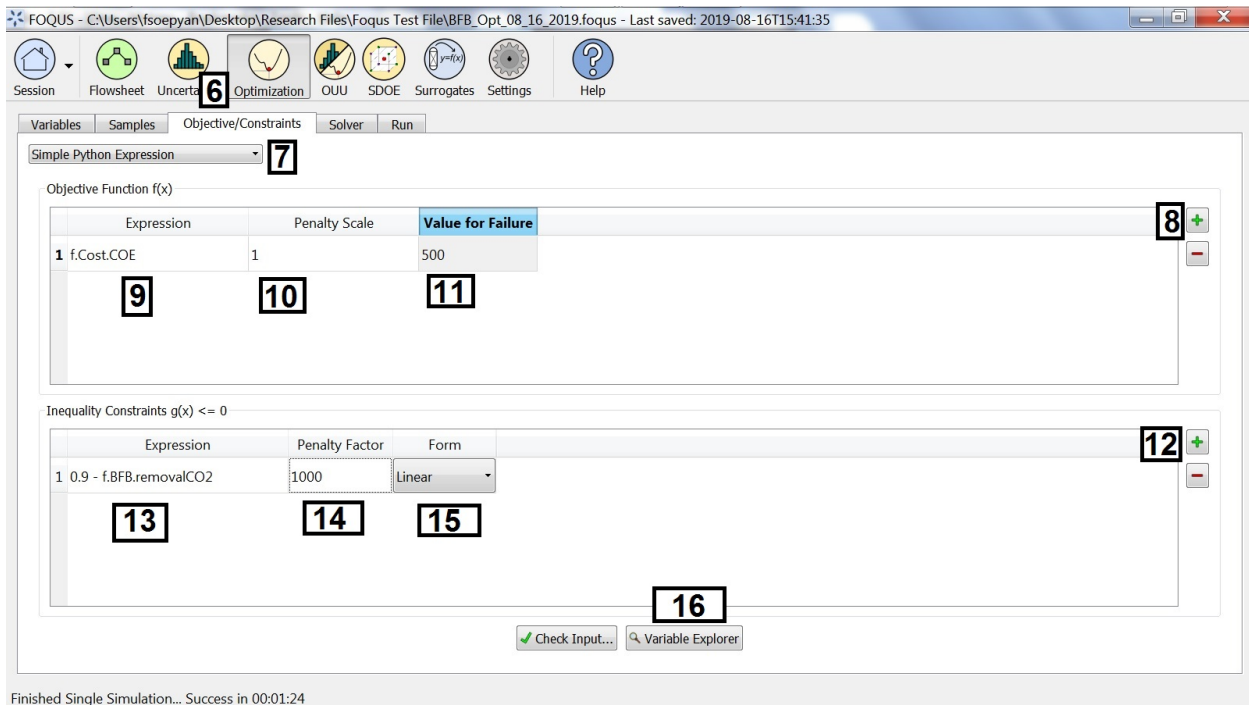 FOQUS - C:\Users\fsoepyan\Desktop\Research Files\Foqus Test File\BFB_Opt_08_16_2019.foqus - Last saved: 2019-08-16T15:41:35
Session Flowsheet Uncerta 6 Optimization OUU SDOE Surrogates Settings Help
y=f(x)
Variables Samples Objective/Constraints Solver Run
Simple Python Expression 7
Objective Function f(x)
Expression Penalty Scale Value for Failure 8
1 f.Cost.COE 1 500
9 10 11
Inequality Constraints g(x) <= 0
Expression Penalty Factor Form 12
1 0.9 - f.BFB.removalCO2 1000 Linear
13 14 15
16
Check Input... Variable Explorer
Finished Single Simulation... Success in 00:01:24